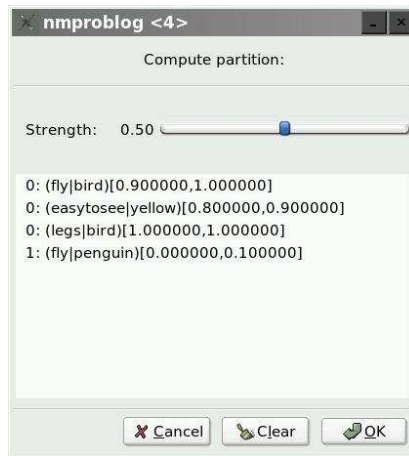 nmproblog <4>
Compute partition:
Strength: 0.50
0: (fly|bird)[0.900000,1.000000]
0: (easytosee|yellow)[0.800000,0.900000]
0: (legs|bird)[1.000000,1.000000]
1: (fly|penguin)[0.000000,0.100000]
Cancel Clear OK